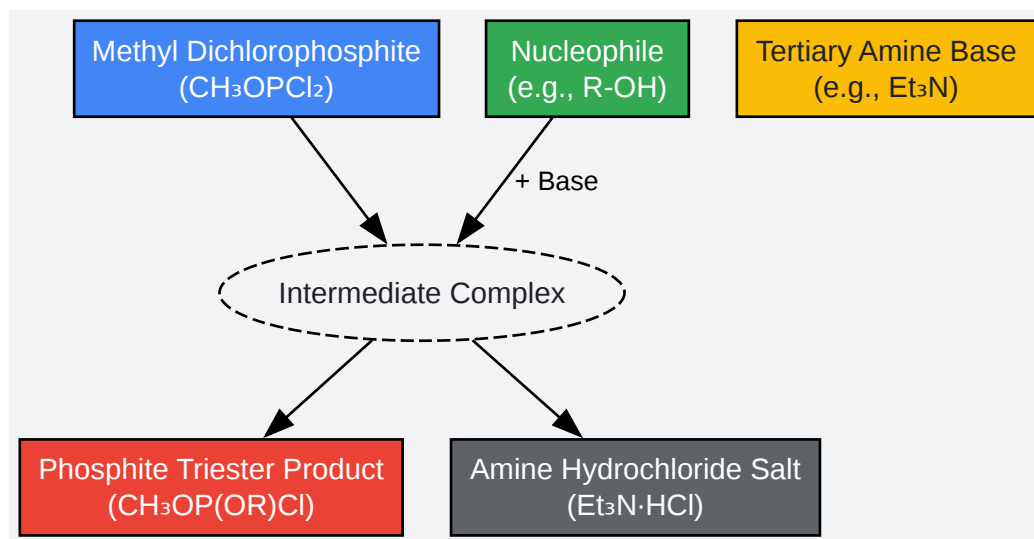 Methyl Dichlorophosphite
(CH₃OPCl₂)
Nucleophile
(e.g., R-OH)
Tertiary Amine Base
(e.g., Et₃N)
+ Base
Intermediate Complex
Phosphite Triester Product
(CH₃OP(OR)Cl)
Amine Hydrochloride Salt
(Et₃N·HCl)